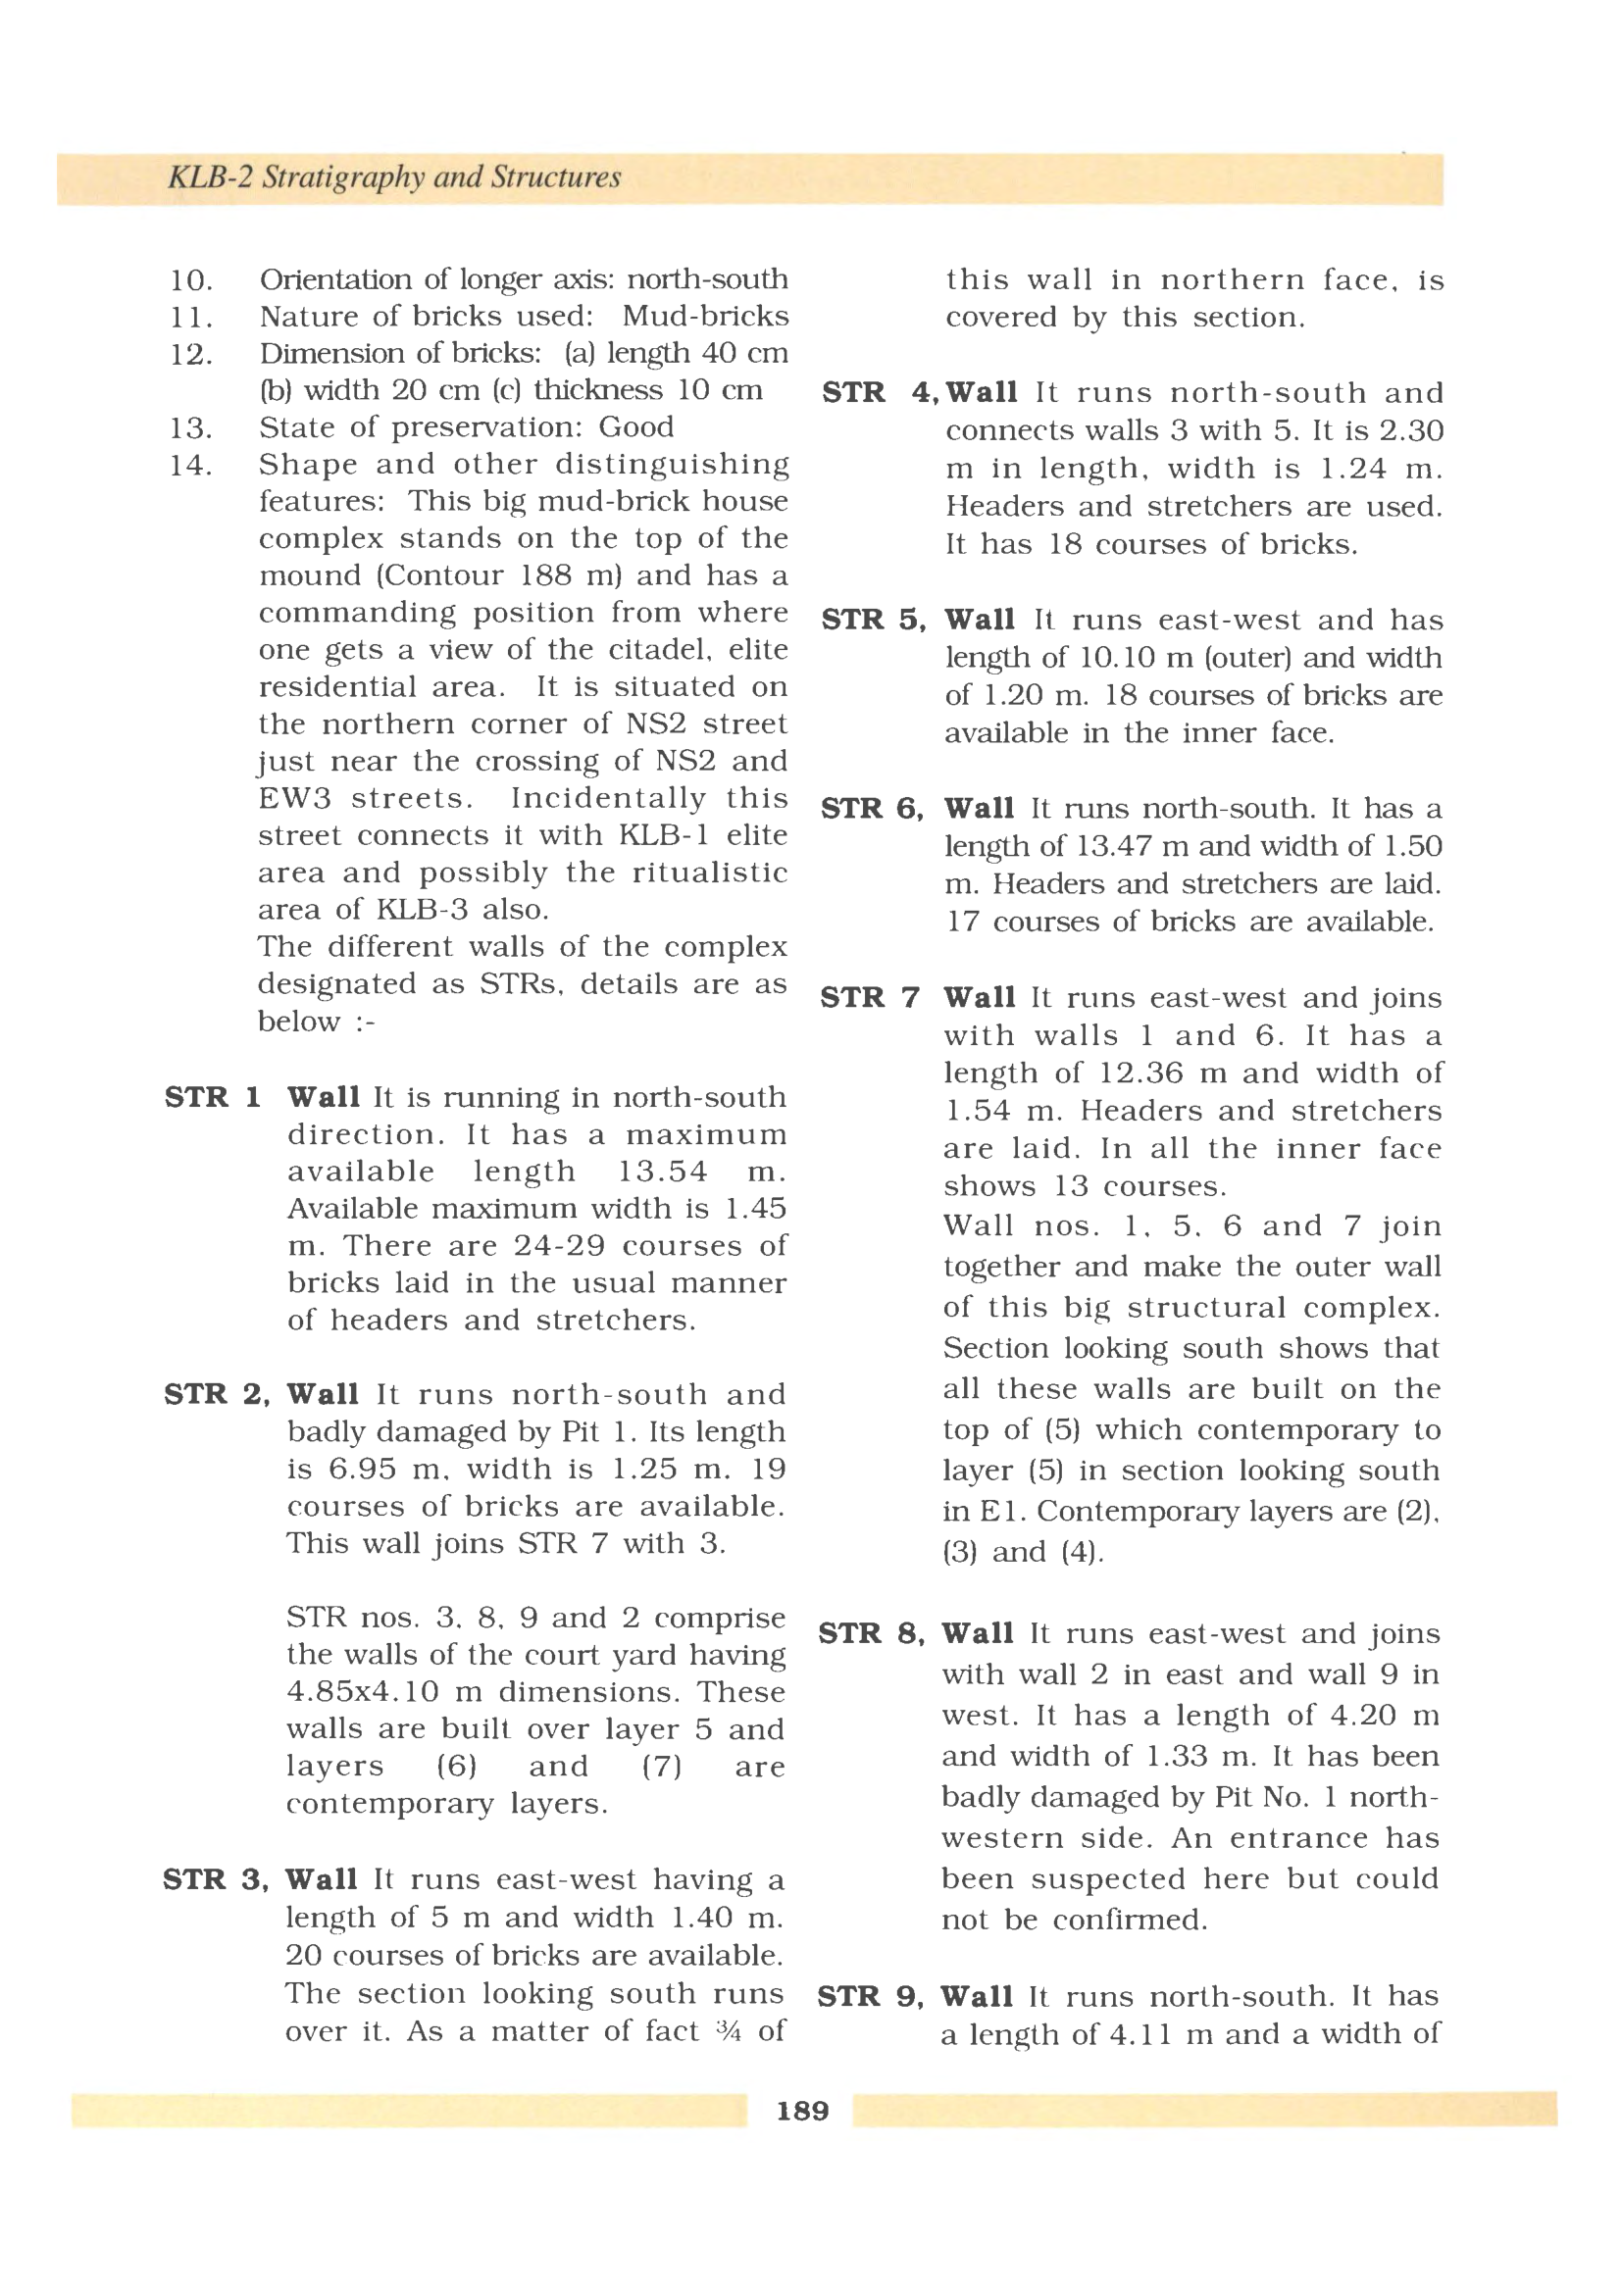 KLB-2 Stratigraphy and Structures
10. Orientation of longer axis: north-south
11. Nature of bricks used: Mud-bricks
12. Dimension of bricks: (a) length 40 cm
(b) width 20 cm (c) thickness 10 cm
13. State of preservation: Good
14. Shape and other distinguishing
features: This big mud-brick house
complex stands on the top of the
mound (Contour 188 m) and has a
commanding position from where
one gets a view of the citadel, elite
residential area. It is situated on
the northern corner of NS2 street
just near the crossing of NS2 and
EW3 streets. Incidentally this
street connects it with KLB-1 elite
area and possibly the ritualistic
area of KLB-3 also.
The different walls of the complex
designated as STRs, details are as
below :-
STR 1 Wall It is running in north-south
direction. It has a maximum
available length 13.54 m.
Available maximum width is 1.45
m. There are 24-29 courses of
bricks laid in the usual manner
of headers and stretchers.
STR 2, Wall It runs north-south and
badly damaged by Pit 1. Its length
is 6.95 m, width is 1.25 m. 19
courses of bricks are available.
This wall joins STR 7 with 3.
STR nos. 3, 8, 9 and 2 comprise
the walls of the court yard having
4.85x4.10 m dimensions. These
walls are built over layer 5 and
layers (6) and (7) are
contemporary layers.
STR 3, Wall It runs east-west having a
length of 5 m and width 1.40 m.
20 courses of bricks are available.
The section looking south runs
over it. As a matter of fact ¾ of
this wall in northern face, is
covered by this section.
STR 4, Wall It runs north-south and
connects walls 3 with 5. It is 2.30
m in length, width is 1.24 m.
Headers and stretchers are used.
It has 18 courses of bricks.
STR 5, Wall It runs east-west and has
length of 10.10 m (outer) and width
of 1.20 m. 18 courses of bricks are
available in the inner face.
STR 6, Wall It runs north-south. It has a
length of 13.47 m and width of 1.50
m. Headers and stretchers are laid.
17 courses of bricks are available.
STR 7 Wall It runs east-west and joins
with walls 1 and 6. It has a
length of 12.36 m and width of
1.54 m. Headers and stretchers
are laid. In all the inner face
shows 13 courses.
Wall nos. 1, 5, 6 and 7 join
together and make the outer wall
of this big structural complex.
Section looking south shows that
all these walls are built on the
top of (5) which contemporary to
layer (5) in section looking south
in E1. Contemporary layers are (2),
(3) and (4).
STR 8, Wall It runs east-west and joins
with wall 2 in east and wall 9 in
west. It has a length of 4.20 m
and width of 1.33 m. It has been
badly damaged by Pit No. 1 north-
western side. An entrance has
been suspected here but could
not be confirmed.
STR 9, Wall It runs north-south. It has
a length of 4.11 m and a width of
189